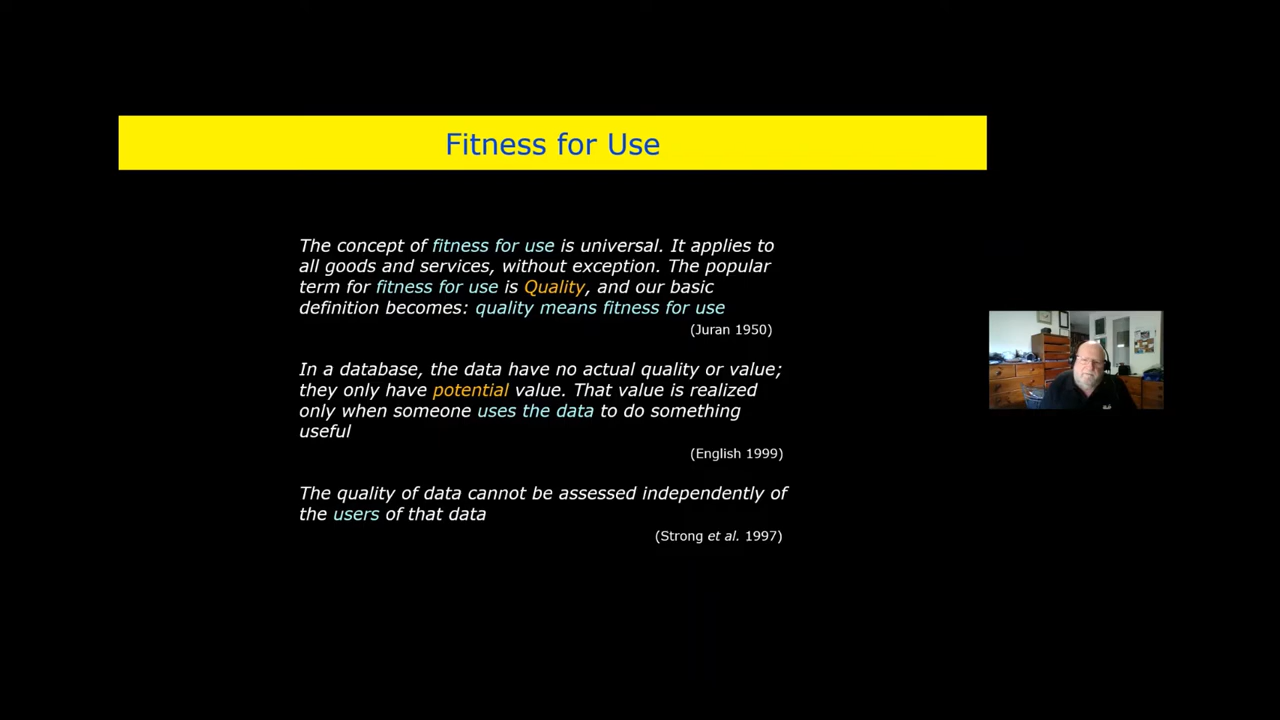 Fitness for Use
The concept of fitness for use is universal. It applies to
all goods and services, without exception. The popular
term for fitness for use is Quality, and our basic
definition becomes: quality means fitness for use
(Juran 1950)
In a database, the data have no actual quality or value;
they only have potential value. That value is realized
only when someone uses the data to do something
useful
(English 1999)
The quality of data cannot be assessed independently of
the users of that data
(Strong et al. 1997)